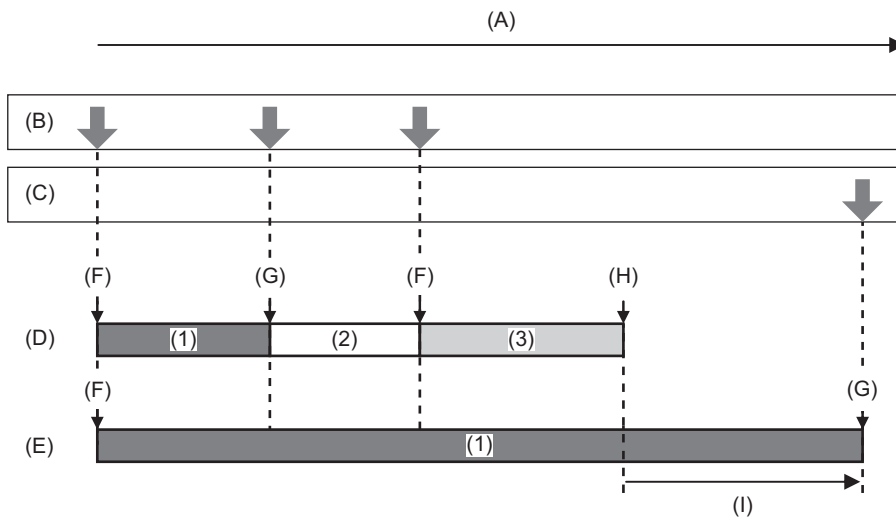 (A)
(B)
(C)
(F) (G) (F) (H)
(D) (1) (2) (3)
(F) (G)
(E) (1)
(I)